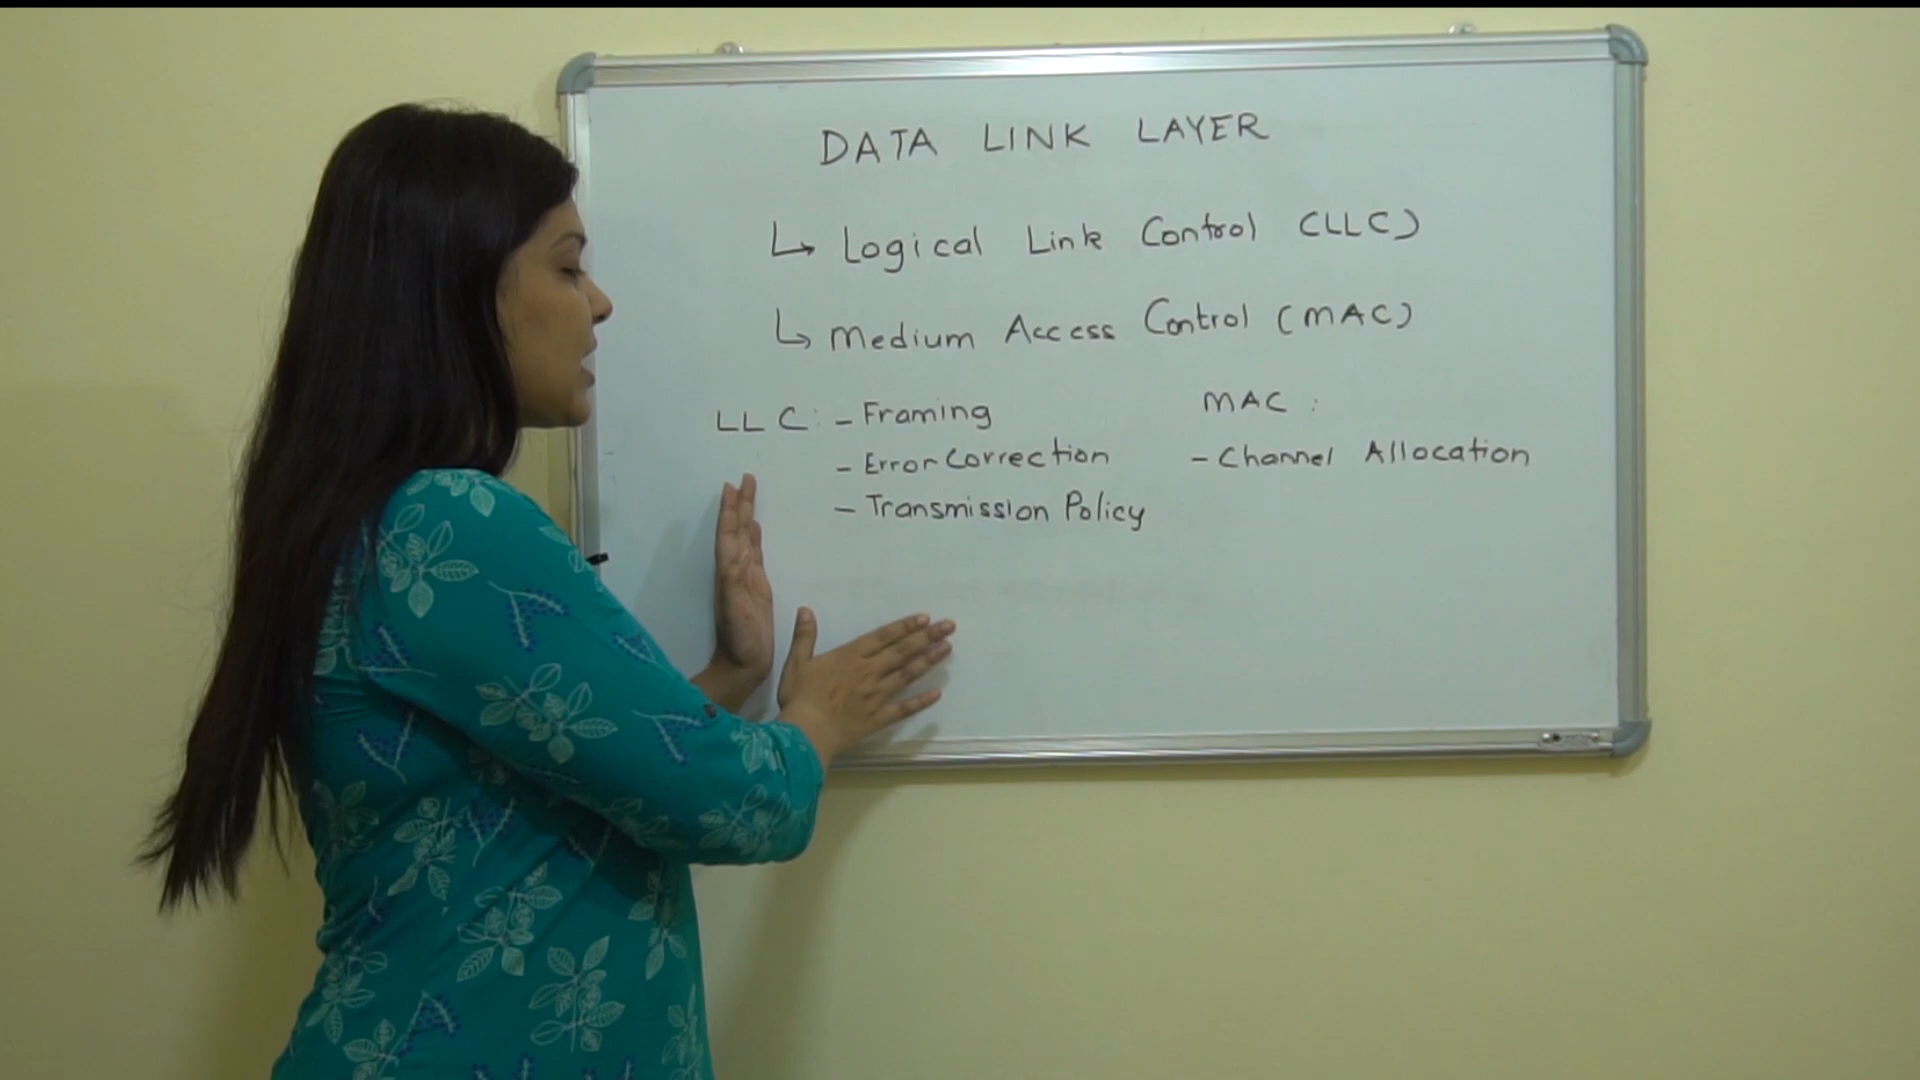 DATA LINK LAYER
↳ Logical Link Control (LLC)
↳ Medium Access Control (MAC)
LLC: - Framing
- Error Correction
- Transmission Policy
MAC:
- Channel Allocation